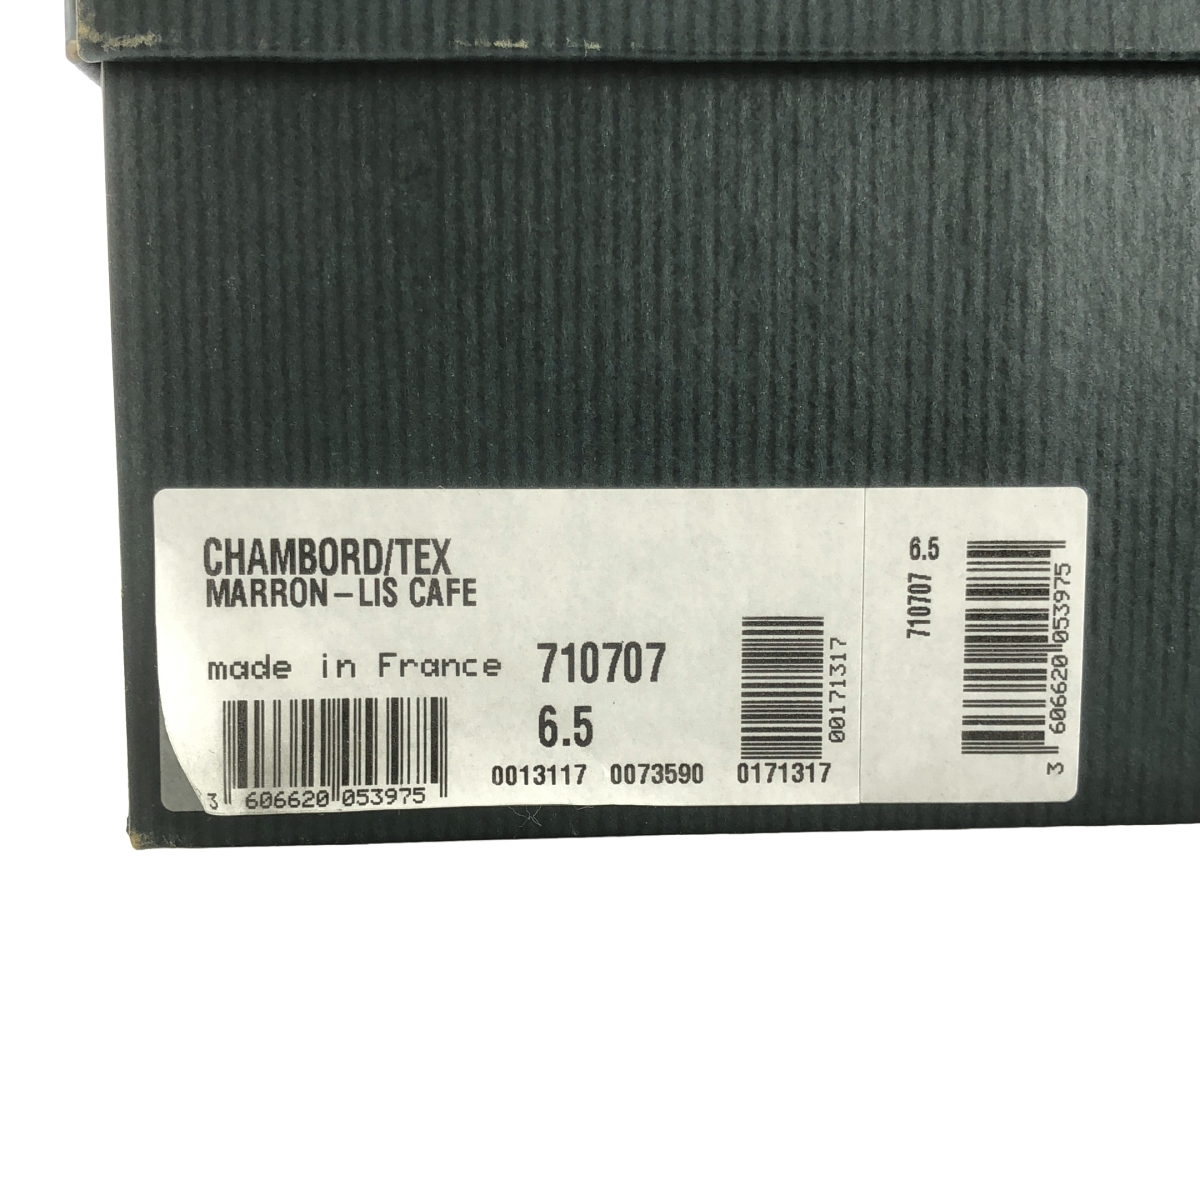 CHAMBORD/TEX
MARRON – LIS CAFE
made in France 710707
6.5
0013117 0073590 0171317
3 606620 053975
00171317
6.5
710707
3 606620 053975